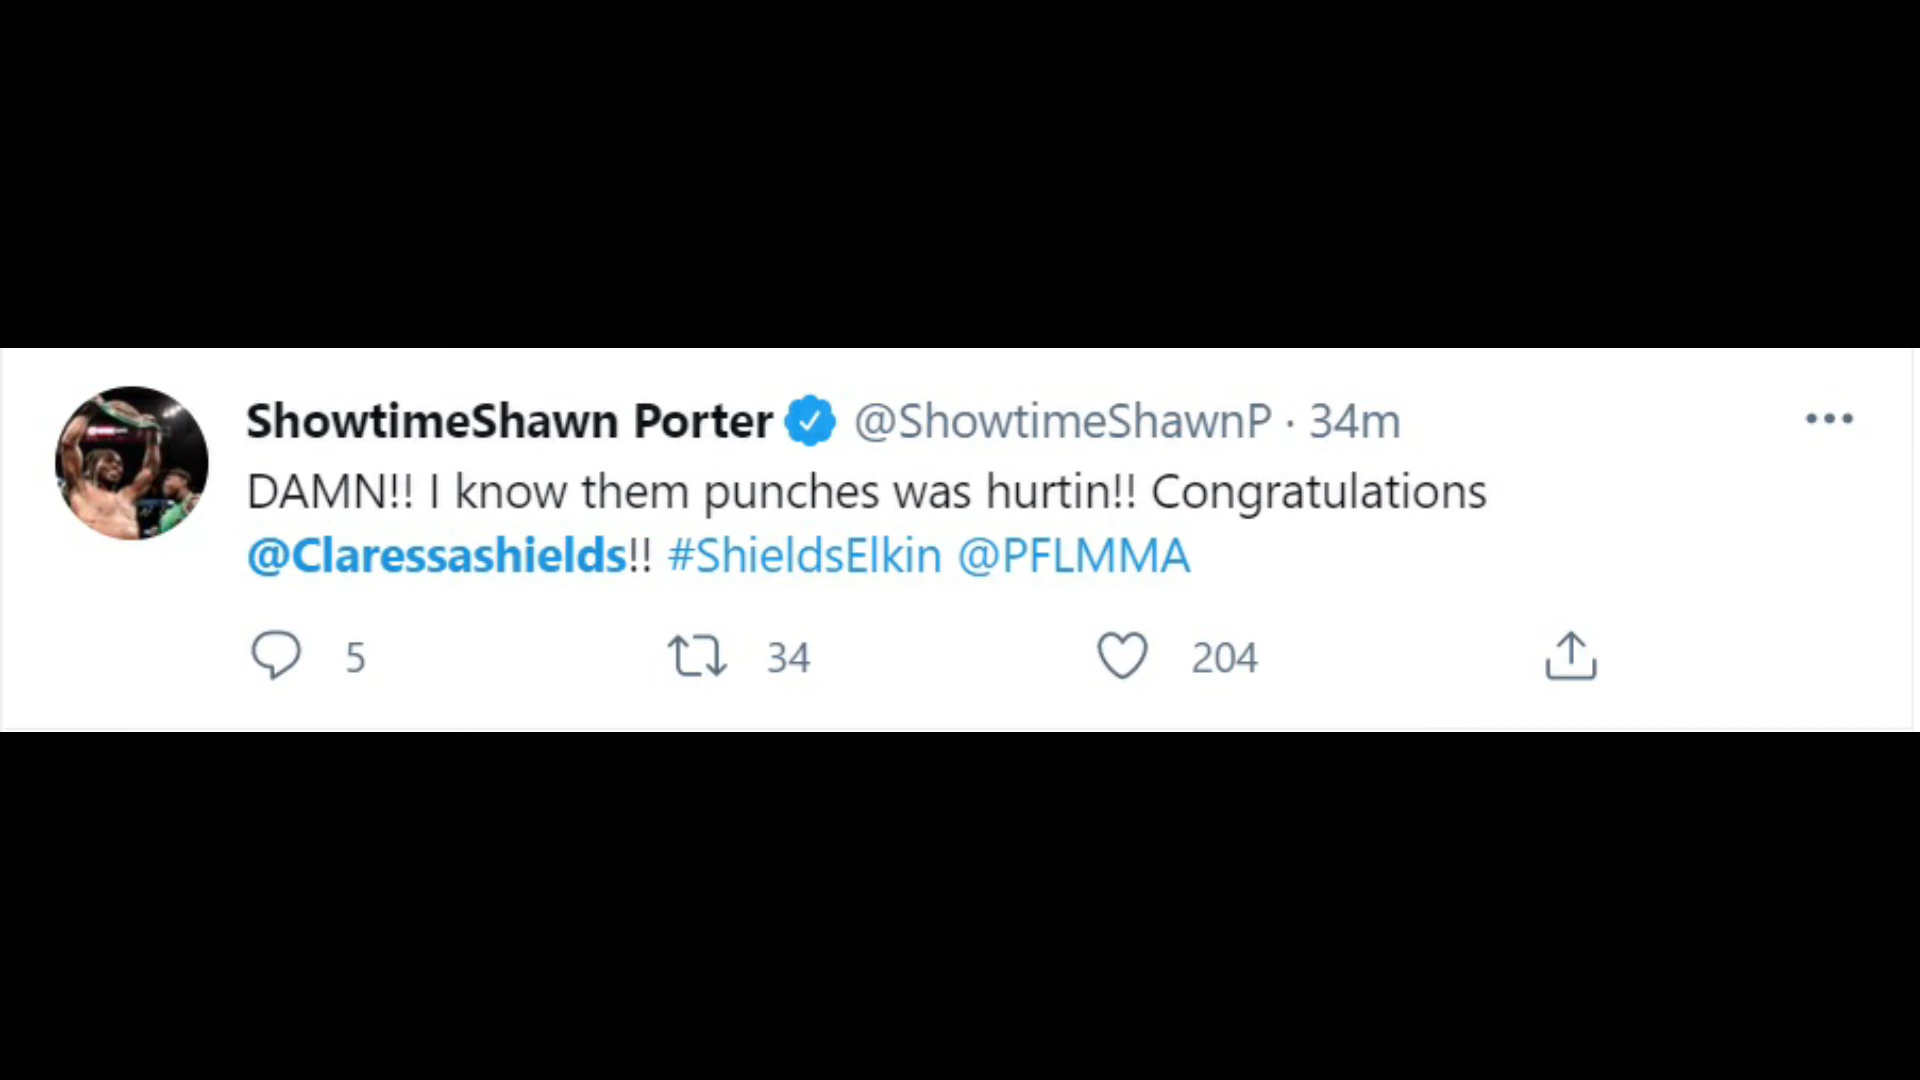 ShowtimeShawn Porter @ShowtimeShawnP · 34m
DAMN!! I know them punches was hurtin!! Congratulations
@Claressashields!! #ShieldsElkin @PFLMMA
5 34 204